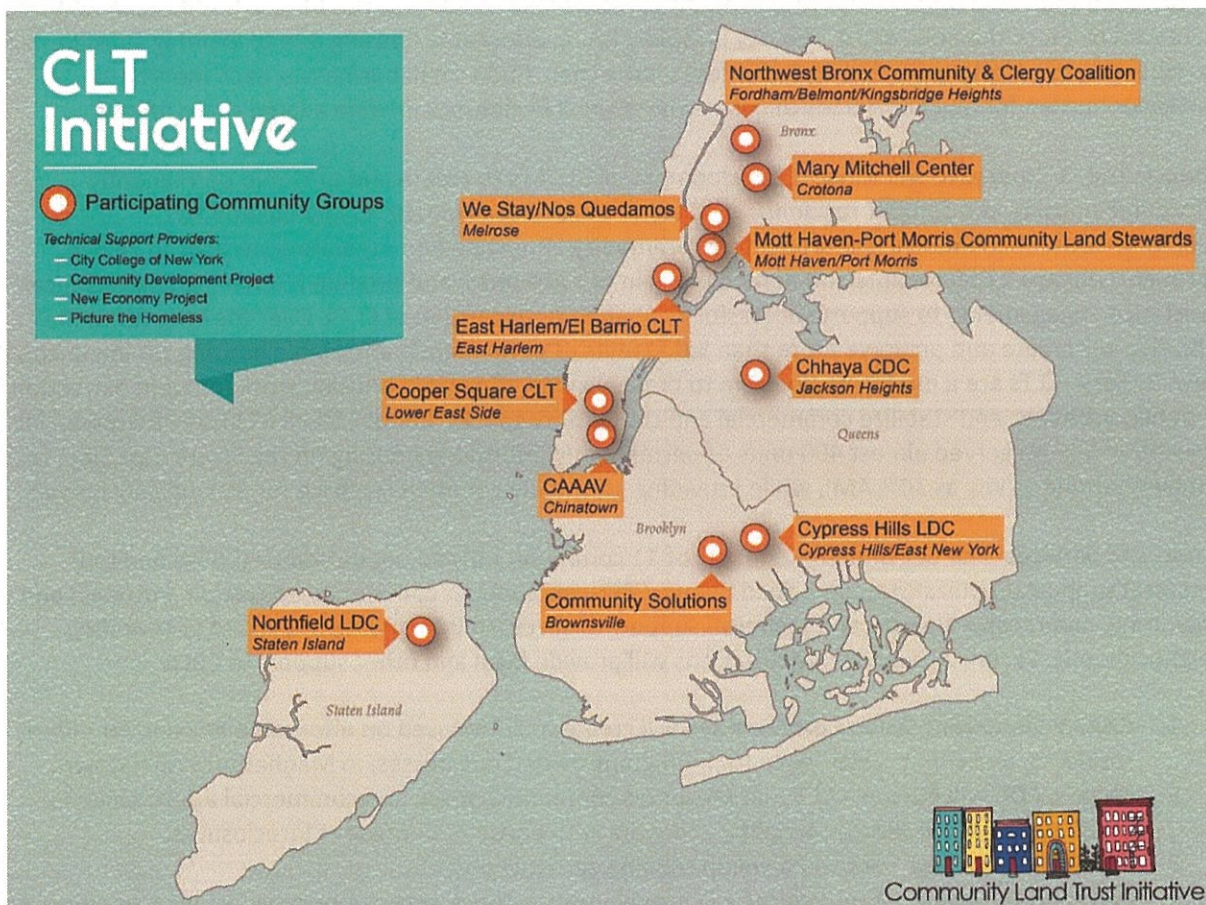 CLT
Initiative
Participating Community Groups
Technical Support Providers:
— City College of New York
— Community Development Project
— New Economy Project
— Picture the Homeless
Northwest Bronx Community & Clergy Coalition
Fordham/Belmont/Kingsbridge Heights
Bronx
Mary Mitchell Center
Crotona
We Stay/Nos Quedamos
Melrose
Mott Haven-Port Morris Community Land Stewards
Mott Haven/Port Morris
East Harlem/El Barrio CLT
East Harlem
Chhaya CDC
Jackson Heights
Cooper Square CLT
Lower East Side
Queens
CAAAV
Chinatown
Brooklyn
Cypress Hills LDC
Cypress Hills/East New York
Community Solutions
Brownsville
Northfield LDC
Staten Island
Staten Island
Community Land Trust Initiative